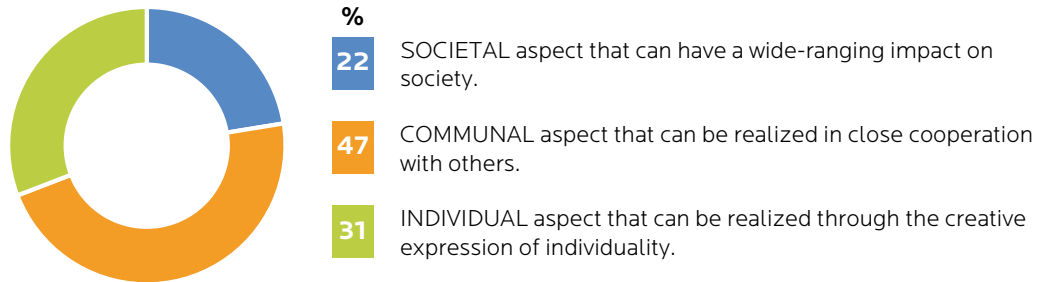 %
22
SOCIETAL aspect that can have a wide-ranging impact on
society.
47
COMMUNAL aspect that can be realized in close cooperation
with others.
31
INDIVIDUAL aspect that can be realized through the creative
expression of individuality.